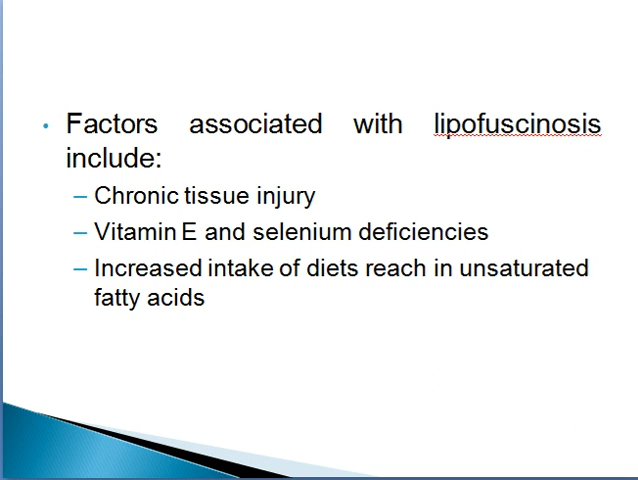 • Factors associated with lipofuscinosis
include:
– Chronic tissue injury
– Vitamin E and selenium deficiencies
– Increased intake of diets reach in unsaturated
fatty acids